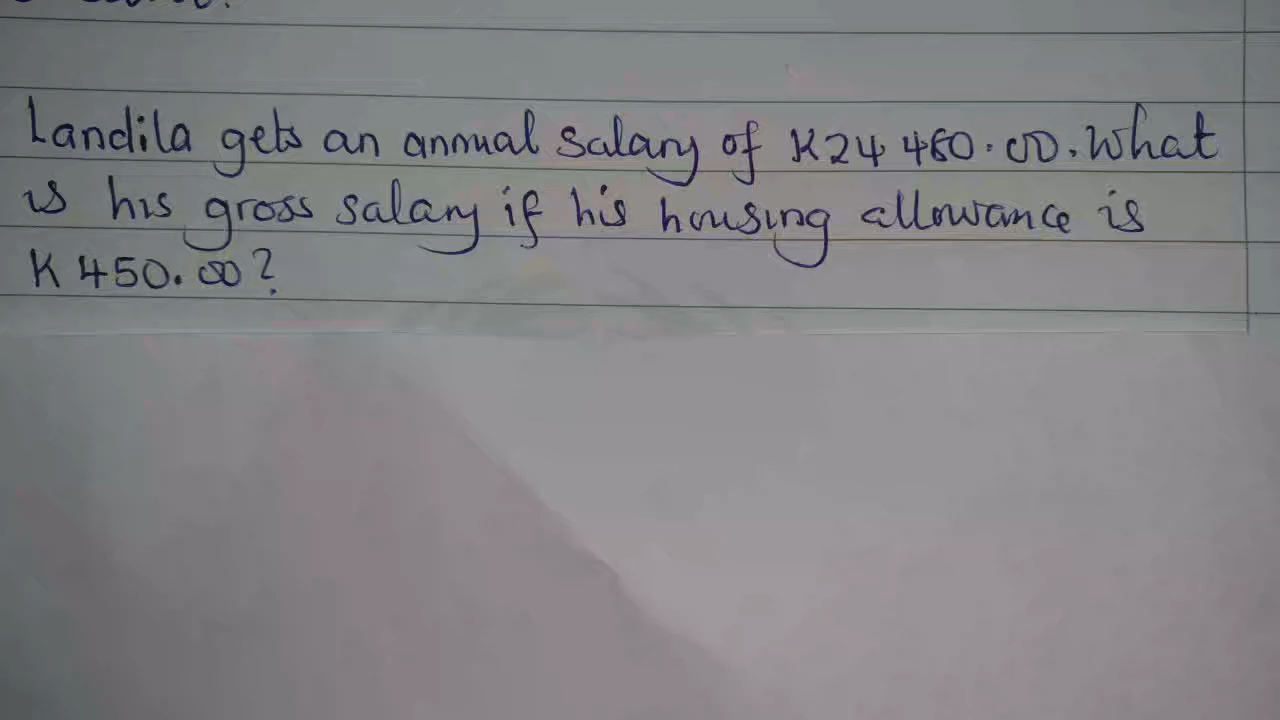 Landila gets an annual salary of K24 460.00. What
is his gross salary if his housing allowance is
K450.00?